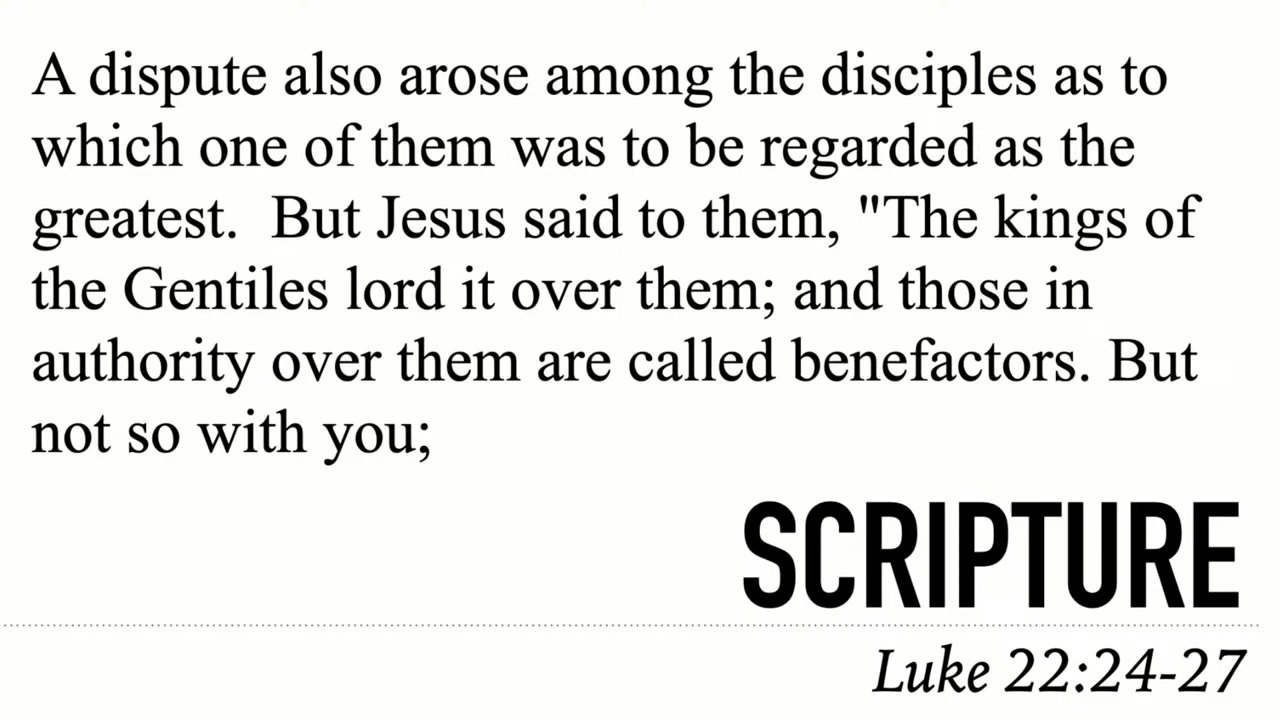 A dispute also arose among the disciples as to
which one of them was to be regarded as the
greatest.  But Jesus said to them, "The kings of
the Gentiles lord it over them; and those in
authority over them are called benefactors. But
not so with you;
SCRIPTURE
Luke 22:24-27